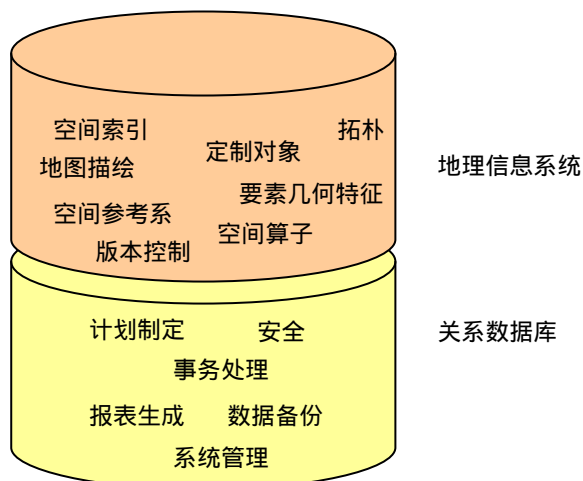 空间索引
拓朴
定制对象
地图描绘
地理信息系统
要素几何特征
空间参考系
空间算子
版本控制
计划制定
安全
关系数据库
事务处理
报表生成
数据备份
系统管理